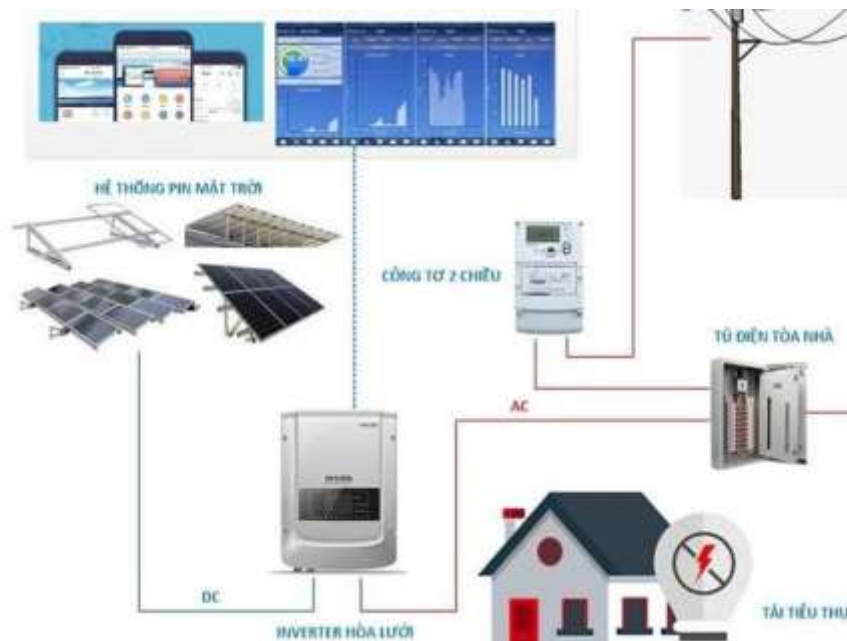 HỆ THỐNG PIN MẶT TRỜI
CÔNG TƠ 2 CHIỀU
TỦ ĐIỆN TÒA NHÀ
AC
DC
INVERTER HÒA LƯỚI
TẢI TIÊU THỤ